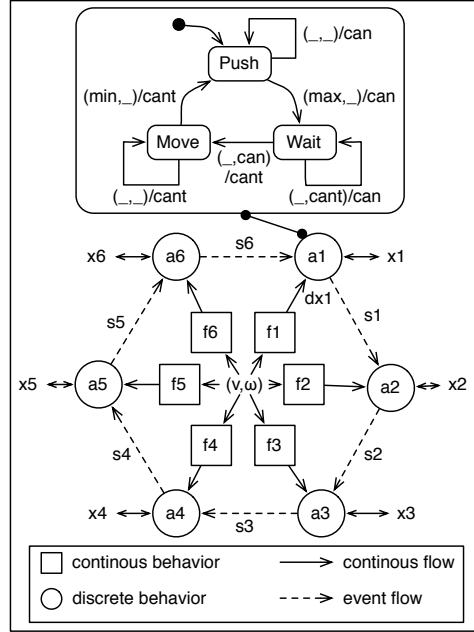 (_,_)/can
Push
(min,_)/cant
(max,_)/can
Move
Wait
(_,can)
/cant
(_,_)/cant
(_,cant)/can
x6
a6
s6
a1
x1
dx1
s5
s1
f6
f1
x5
a5
f5
(v,ω)
f2
a2
x2
f4
f3
s4
s2
x4
a4
s3
a3
x3
continous behavior
continous flow
discrete behavior
event flow